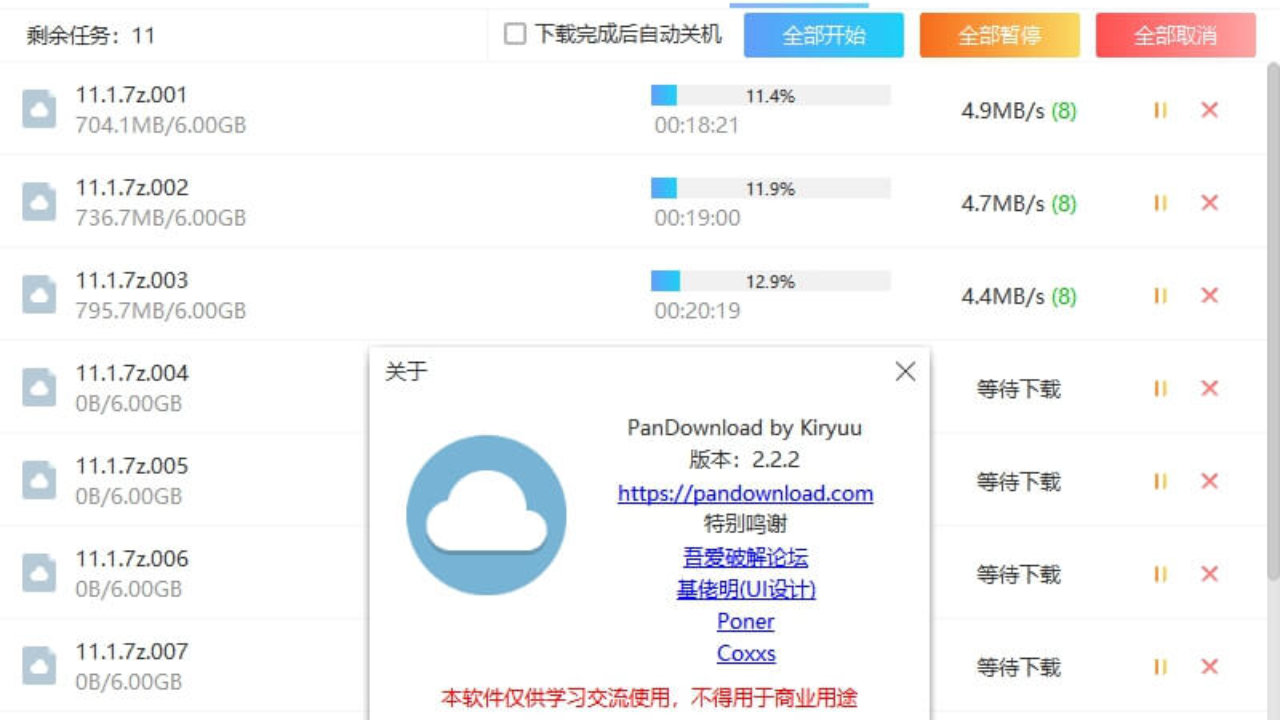 剩余任务：11 下载完成后自动关机 全部开始 全部暂停 全部取消
11.1.7z.001 11.4% 4.9MB/s (8)
704.1MB/6.00GB 00:18:21
11.1.7z.002 11.9% 4.7MB/s (8)
736.7MB/6.00GB 00:19:00
11.1.7z.003 12.9% 4.4MB/s (8)
795.7MB/6.00GB 00:20:19
11.1.7z.004 等待下载
0B/6.00GB
11.1.7z.005 等待下载
0B/6.00GB
11.1.7z.006 等待下载
0B/6.00GB
11.1.7z.007 等待下载
0B/6.00GB
关于
PanDownload by Kiryuu
版本：2.2.2
https://pandownload.com
特别鸣谢
吾爱破解论坛
基佬明(UI设计)
Poner
Coxxs
本软件仅供学习交流使用，不得用于商业用途